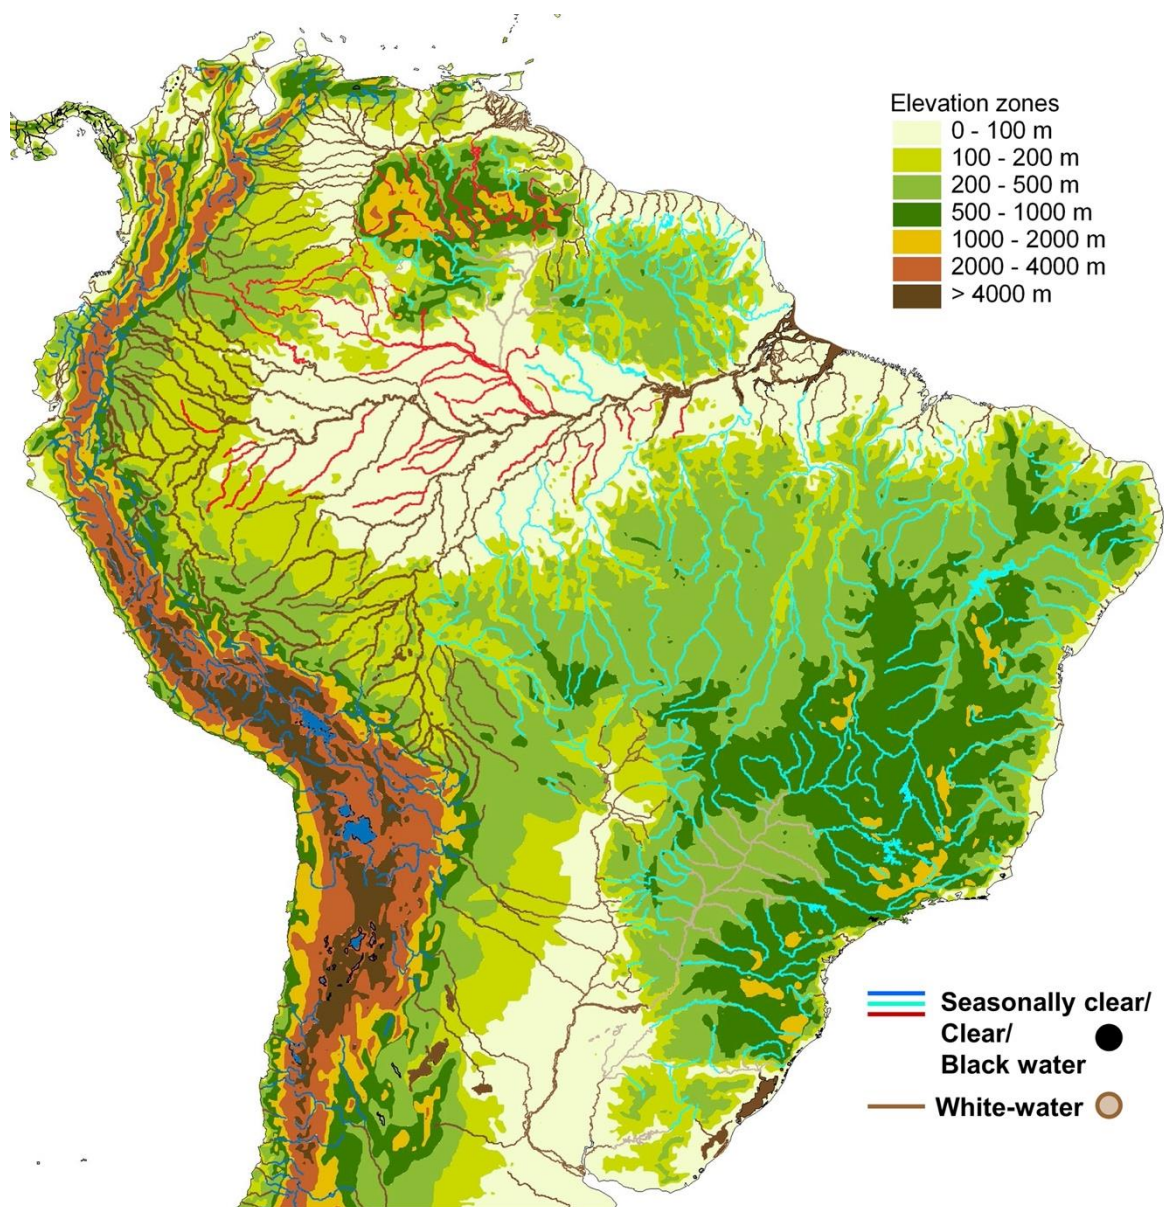 Elevation zones
0 - 100 m
100 - 200 m
200 - 500 m
500 - 1000 m
1000 - 2000 m
2000 - 4000 m
> 4000 m
Seasonally clear/
Clear/
Black water
White-water